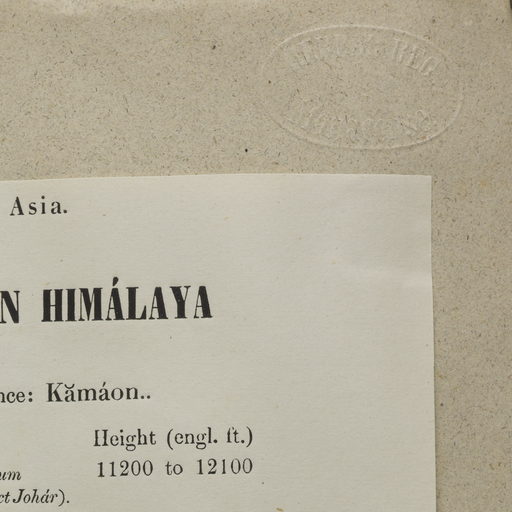 Asia.
N HIMÁLAYA
nce: Kămáon..
Height (engl. ft.)
um 11200 to 12100
ct Johár).